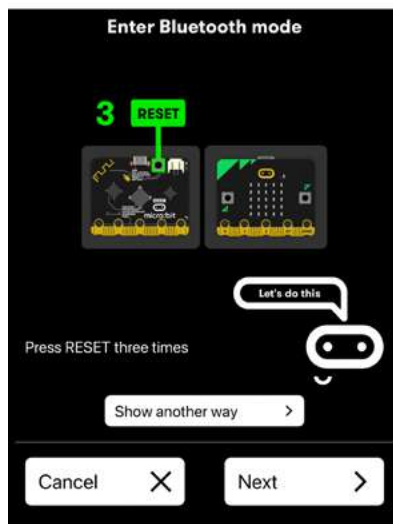 Enter Bluetooth mode
3 RESET
micro:bit
Let's do this
Press RESET three times
Show another way
Cancel
Next